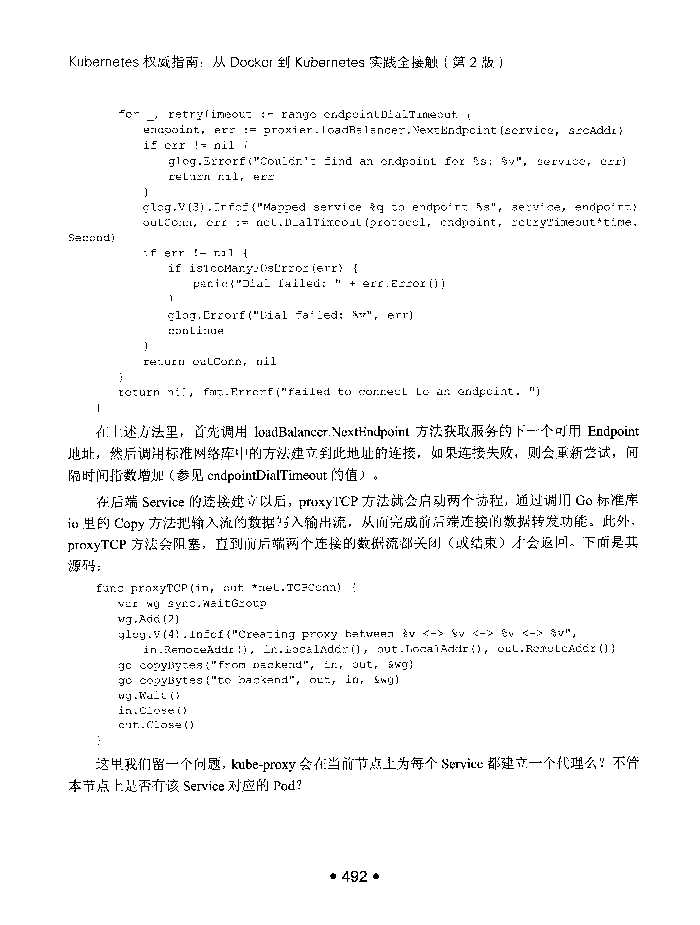 Kubernetes 权威指南：从 Docker 到 Kubernetes 实践全接触（第 2 版）
for _, retryTimeout := range endpointDialTimeout {
endpoint, err := proxier.loadBalancer.NextEndpoint(service, srcAddr)
if err != nil {
glog.Errorf("Couldn't find an endpoint for %s: %v", service, err)
return nil, err
}
glog.V(3).Infof("Mapped service %q to endpoint %s", service, endpoint)
outConn, err := net.DialTimeout(protocol, endpoint, retryTimeout*time.
Second)
if err != nil {
if isTooManyFDsError(err) {
panic("Dial failed: " + err.Error())
}
glog.Errorf("Dial failed: %v", err)
continue
}
return outConn, nil
}
return nil, fmt.Errorf("failed to connect to an endpoint. ")
}
在上述方法里，首先调用 loadBalancer.NextEndpoint 方法获取服务的下一个可用 Endpoint
地址，然后调用标准网络库中的方法建立到此地址的连接，如果连接失败，则会重新尝试，间
隔时间指数增加（参见 endpointDialTimeout 的值）。
在后端 Service 的连接建立以后，proxyTCP 方法就会启动两个协程，通过调用 Go 标准库
io 里的 Copy 方法把输入流的数据写入输出流，从而完成前后端连接的数据转发功能。此外，
proxyTCP 方法会阻塞，直到前后端两个连接的数据流都关闭（或结束）才会返回。下面是其
源码：
func proxyTCP(in, out *net.TCPConn) {
var wg sync.WaitGroup
wg.Add(2)
glog.V(4).Infof("Creating proxy between %v <-> %v <-> %v <-> %v",
in.RemoteAddr(), in.LocalAddr(), out.LocalAddr(), out.RemoteAddr())
go copyBytes("from backend", in, out, &wg)
go copyBytes("to backend", out, in, &wg)
wg.Wait()
in.Close()
out.Close()
}
这里我们留一个问题，kube-proxy 会在当前节点上为每个 Service 都建立一个代理么？不管
本节点上是否有该 Service 对应的 Pod？
• 492 •